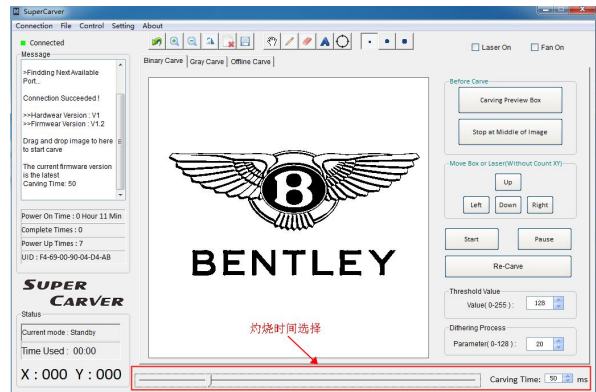 SuperCarver
Connection File Control Setting About
Connected
Message
>Findding Next Available
Port...
Connection Succeeded !
>>Hardwear Version : V1
>>Firmwear Version : V1.2
Drag and drop image to here
to start carve
The current firmware version
is the latest
Carving Time: 50
Power On Time : 0 Hour 11 Min
Complete Times : 0
Power Up Times : 7
UID : F4-69-00-90-04-D4-AB
SUPER
CARVER
Status
Current mode : Standby
Time Used : 00:00
X : 000 Y : 000
Binary Carve Gray Carve Offline Carve
B
BENTLEY
灼烧时间选择
Laser On Fan On
Before Carve
Carving Preview Box
Stop at Middle of Image
Move Box or Laser(Without Count XY)
Up
Left Down Right
Start Pause
Re-Carve
Threshold Value
Value( 0-255 ) : 128
Dithering Process
Parameter( 0-128 ) : 20
Carving Time: 50 ms